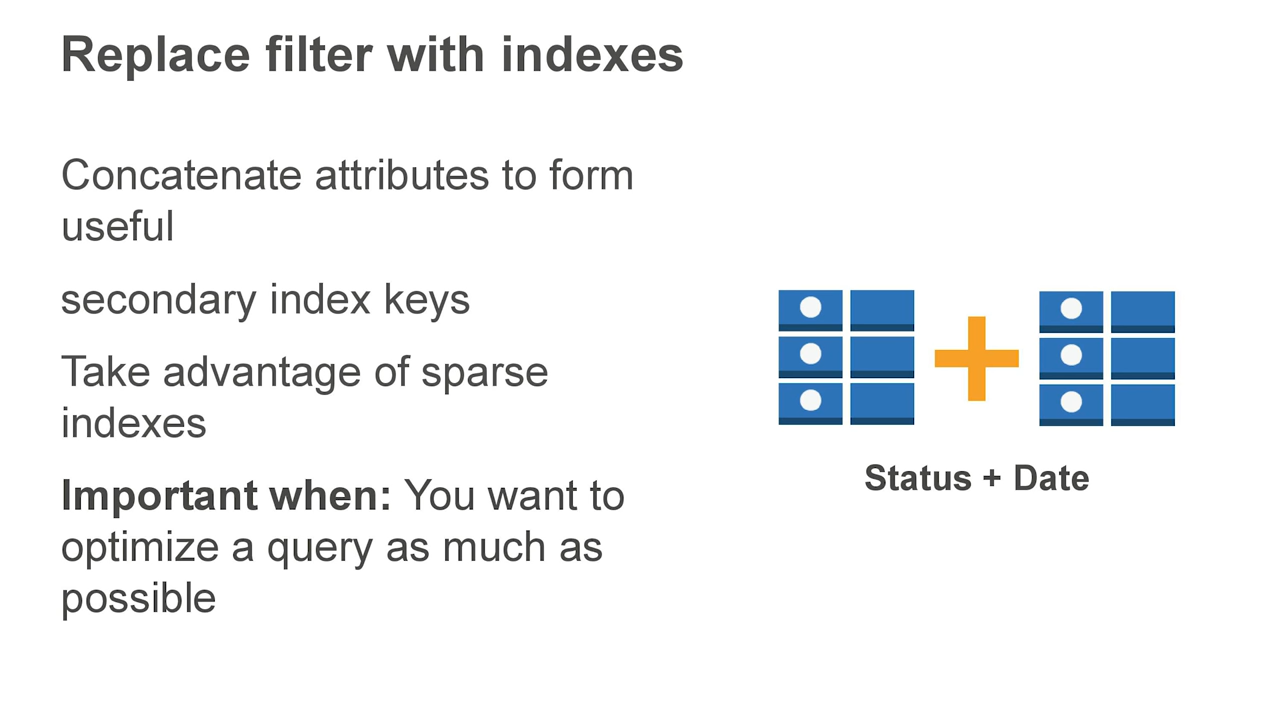 Replace filter with indexes
Concatenate attributes to form
useful
secondary index keys
Take advantage of sparse
indexes
Important when: You want to
optimize a query as much as
possible
Status + Date